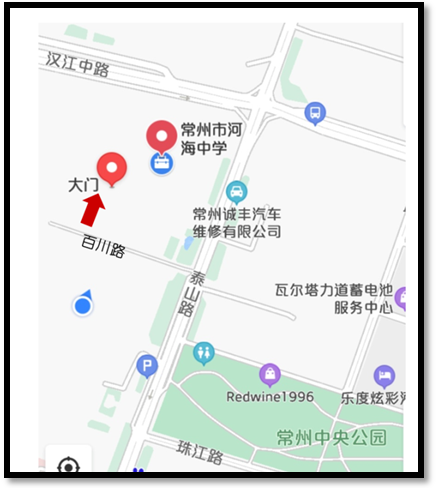 汉江中路
常州市河
海中学
大门
常州诚丰汽车
维修有限公司
百川路
泰山路
瓦尔塔力道蓄电池
服务中心
P
Redwine1996
乐度炫彩
常州中央公园
珠江路